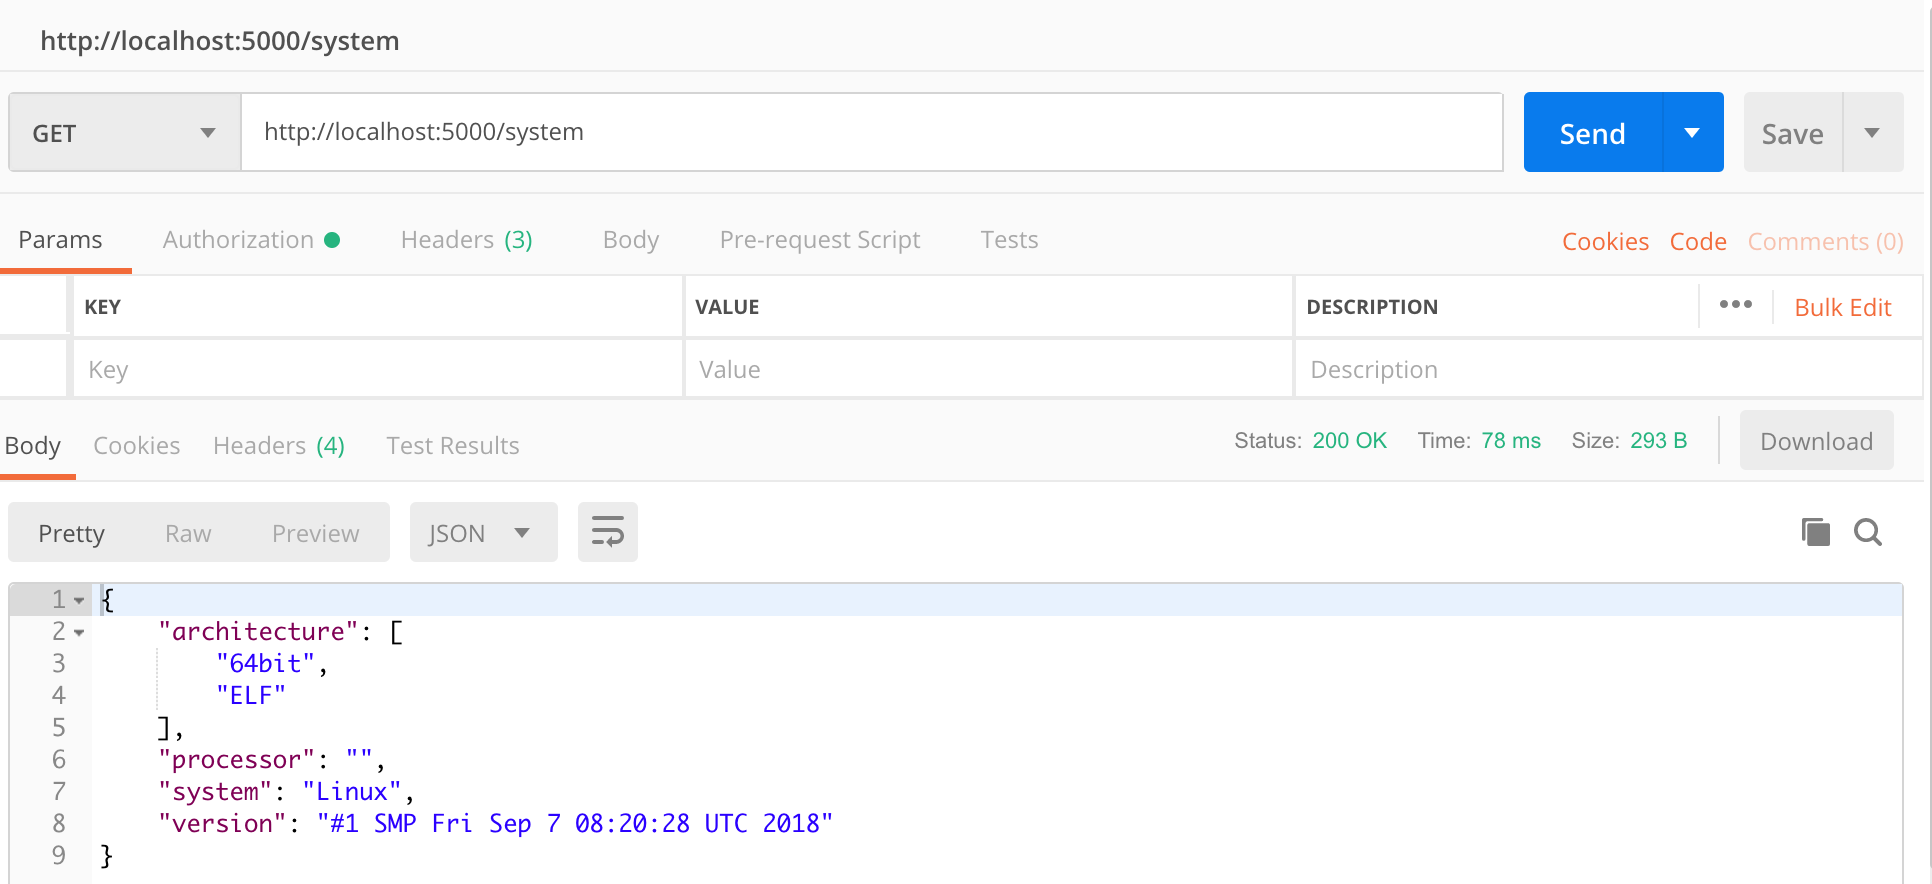 http://localhost:5000/system
GET http://localhost:5000/system Send Save
Params Authorization Headers (3) Body Pre-request Script Tests Cookies Code Comments (0)
KEY VALUE DESCRIPTION ••• Bulk Edit
Key Value Description
Body Cookies Headers (4) Test Results Status: 200 OK Time: 78 ms Size: 293 B Download
Pretty Raw Preview JSON
1 {
2 "architecture": [
3 "64bit",
4 "ELF"
5 ],
6 "processor": "",
7 "system": "Linux",
8 "version": "#1 SMP Fri Sep 7 08:20:28 UTC 2018"
9 }